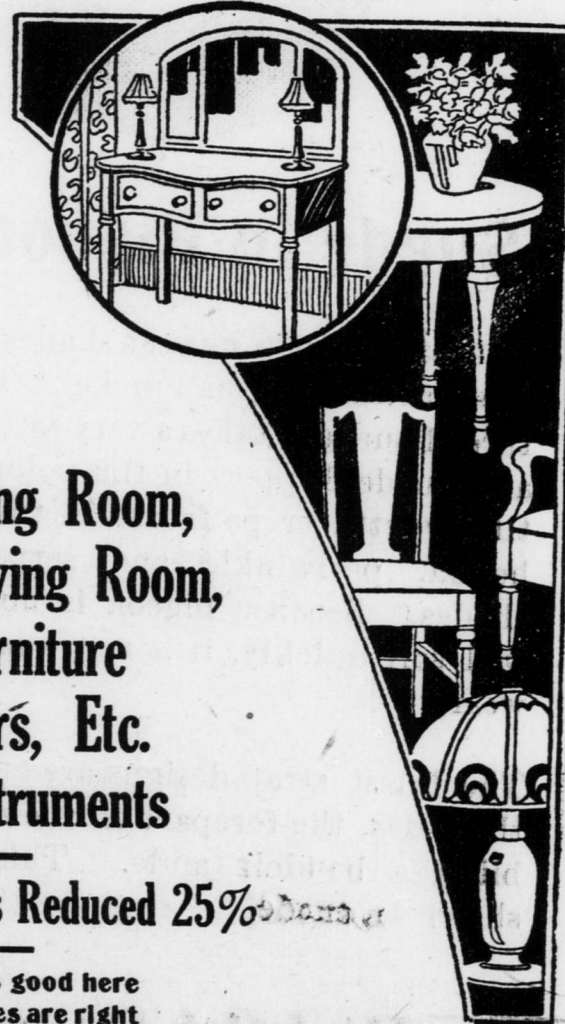 ng Room,
ving Room,
rniture
rs, Etc.
truments
s Reduced 25%
good here
es are right